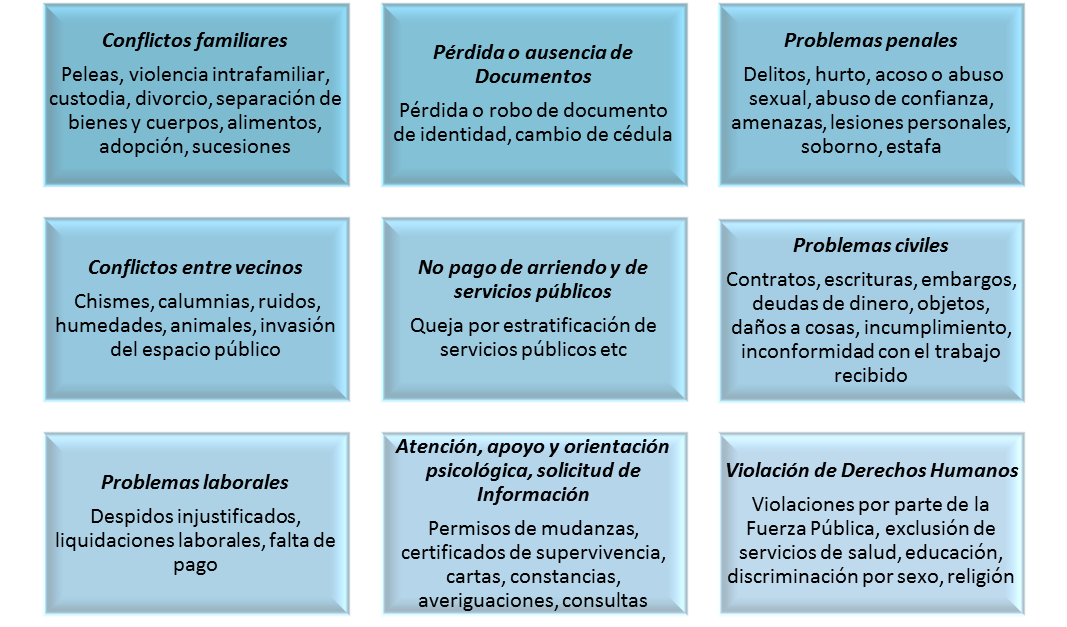 Conflictos familiares
Peleas, violencia intrafamiliar,
custodia, divorcio, separación de
bienes y cuerpos, alimentos,
adopción, sucesiones
Pérdida o ausencia de
Documentos
Pérdida o robo de documento
de identidad, cambio de cédula
Problemas penales
Delitos, hurto, acoso o abuso
sexual, abuso de confianza,
amenazas, lesiones personales,
soborno, estafa
Conflictos entre vecinos
Chismes, calumnias, ruidos,
humedades, animales, invasión
del espacio público
No pago de arriendo y de
servicios públicos
Queja por estratificación de
servicios públicos etc
Problemas civiles
Contratos, escrituras, embargos,
deudas de dinero, objetos,
daños a cosas, incumplimiento,
inconformidad con el trabajo
recibido
Problemas laborales
Despidos injustificados,
liquidaciones laborales, falta de
pago
Atención, apoyo y orientación
psicológica, solicitud de
Información
Permisos de mudanzas,
certificados de supervivencia,
cartas, constancias,
averiguaciones, consultas
Violación de Derechos Humanos
Violaciones por parte de la
Fuerza Pública, exclusión de
servicios de salud, educación,
discriminación por sexo, religión